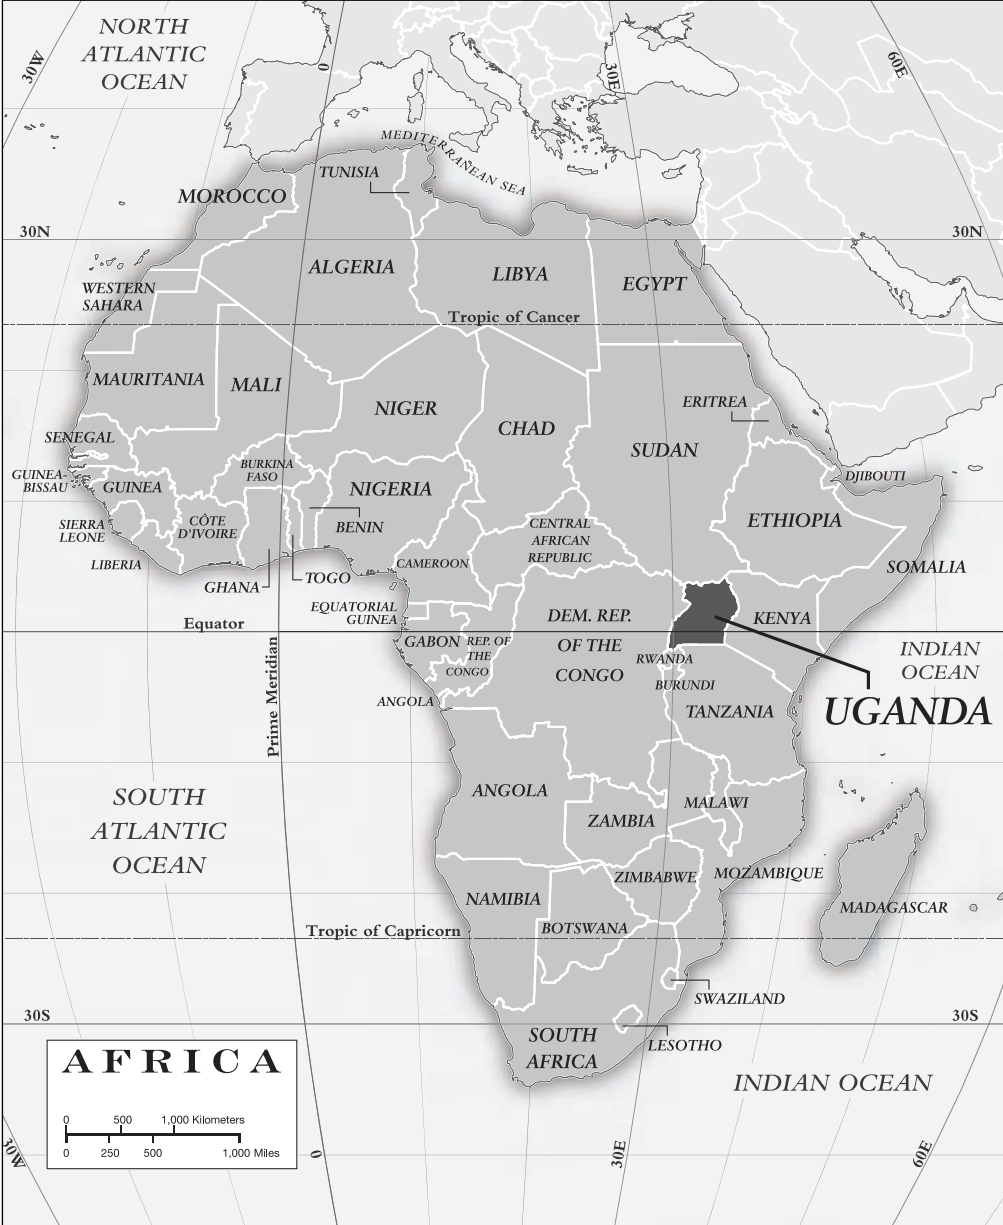 NORTH
ATLANTIC
OCEAN
30W
0
30E
60E
MEDITERRANEAN SEA
TUNISIA
MOROCCO
30N
30N
ALGERIA
LIBYA
EGYPT
WESTERN
SAHARA
Tropic of Cancer
MAURITANIA
MALI
NIGER
CHAD
SUDAN
ERITREA
SENEGAL
GUINEA-
BISSAU
GUINEA
BURKINA
FASO
NIGERIA
DJIBOUTI
SIERRA
LEONE
CÔTE
D'IVOIRE
BENIN
CENTRAL
AFRICAN
REPUBLIC
ETHIOPIA
LIBERIA
CAMEROON
SOMALIA
GHANA
TOGO
EQUATORIAL
GUINEA
DEM. REP.
OF THE
CONGO
KENYA
Equator
GABON
REP. OF
THE
CONGO
RWANDA
BURUNDI
INDIAN
OCEAN
Prime Meridian
ANGOLA
TANZANIA
UGANDA
SOUTH
ATLANTIC
OCEAN
ANGOLA
ZAMBIA
MALAWI
ZIMBABWE
MOZAMBIQUE
NAMIBIA
BOTSWANA
MADAGASCAR
Tropic of Capricorn
SWAZILAND
30S
30S
SOUTH
AFRICA
LESOTHO
INDIAN OCEAN
AFRICA
0 500 1,000 Kilometers
0 250 500 1,000 Miles
30W
0
30E
60E